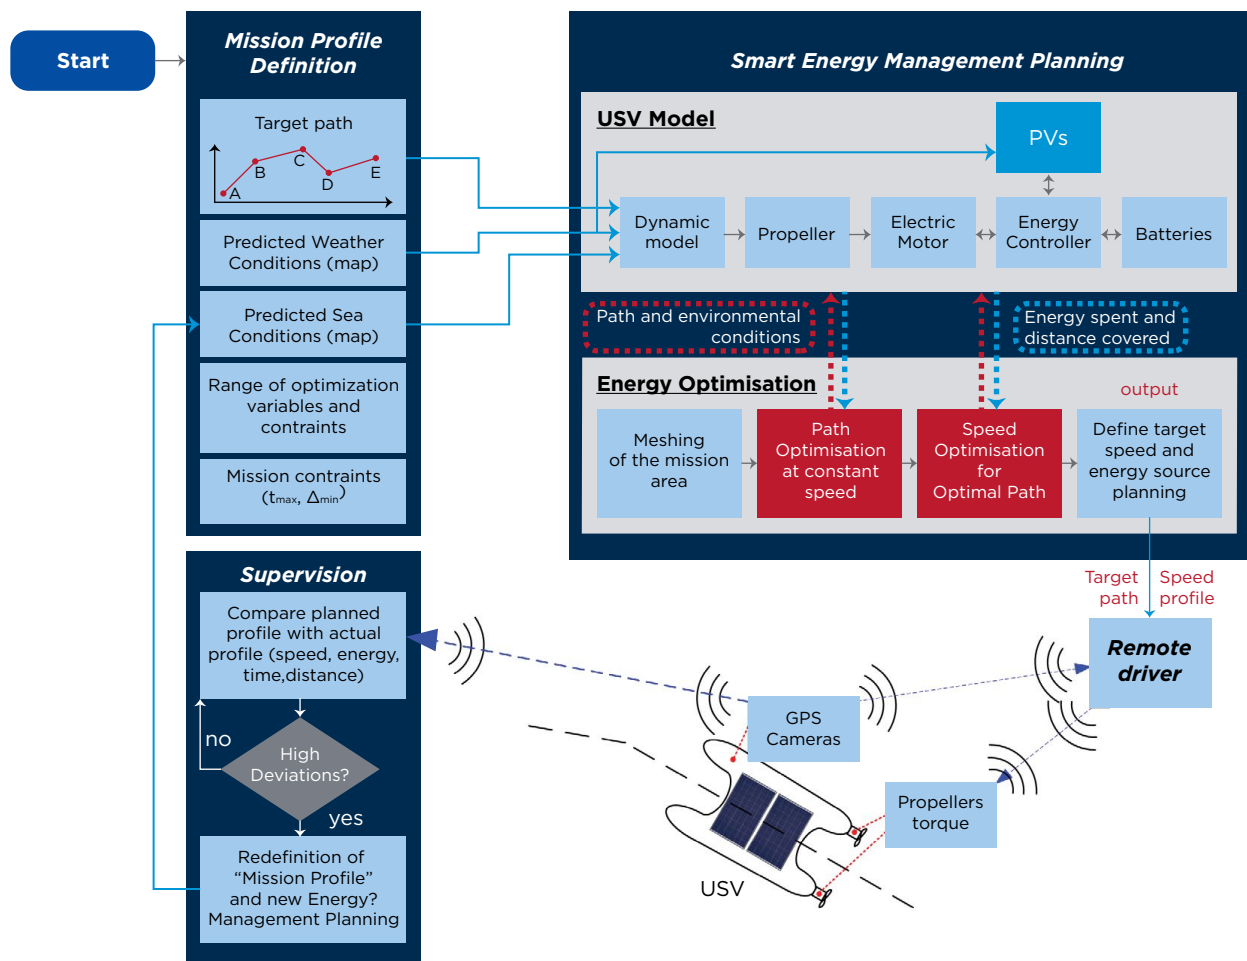 Start
Mission Profile
Definition
Target path
A
B
C
D
E
Predicted Weather
Conditions (map)
Predicted Sea
Conditions (map)
Range of optimization
variables and
contraints
Mission contraints
(tmax, Δmin)
Smart Energy Management Planning
USV Model
PVs
Dynamic
model
Propeller
Electric
Motor
Energy
Controller
Batteries
Path and environmental
conditions
Energy spent and
distance covered
Energy Optimisation
output
Meshing
of the mission
area
Path
Optimisation
at constant
speed
Speed
Optimisation
for
Optimal Path
Define target
speed and
energy source
planning
Target
path
Speed
profile
Remote
driver
Supervision
Compare planned
profile with actual
profile (speed, energy,
time,distance)
no
High
Deviations?
yes
Redefinition of
“Mission Profile”
and new Energy?
Management Planning
GPS
Cameras
Propellers
torque
USV